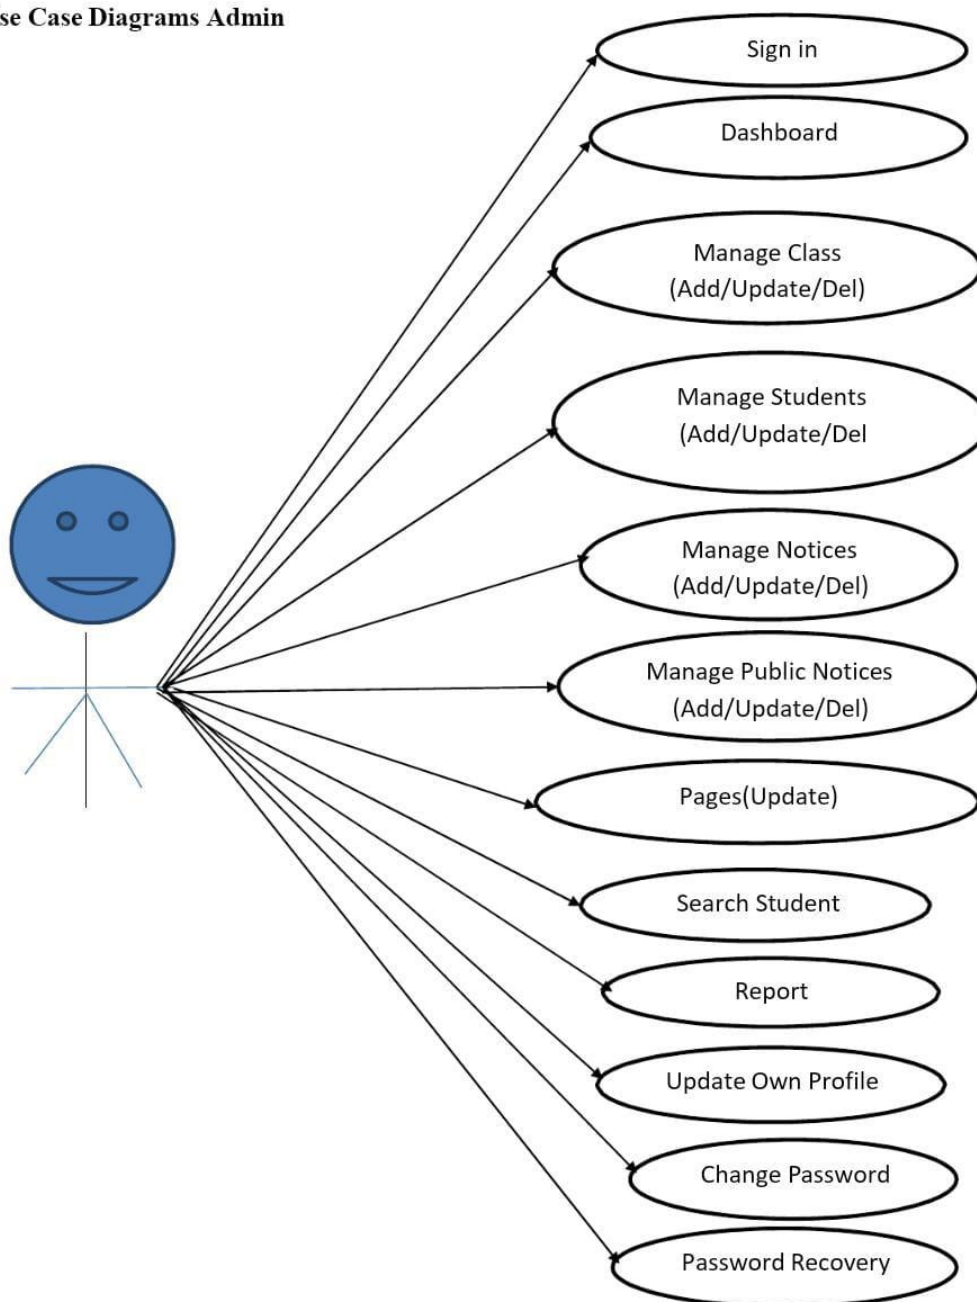 se Case Diagrams Admin
Sign in
Dashboard
Manage Class
(Add/Update/Del)
Manage Students
(Add/Update/Del
Manage Notices
(Add/Update/Del)
Manage Public Notices
(Add/Update/Del)
Pages(Update)
Search Student
Report
Update Own Profile
Change Password
Password Recovery